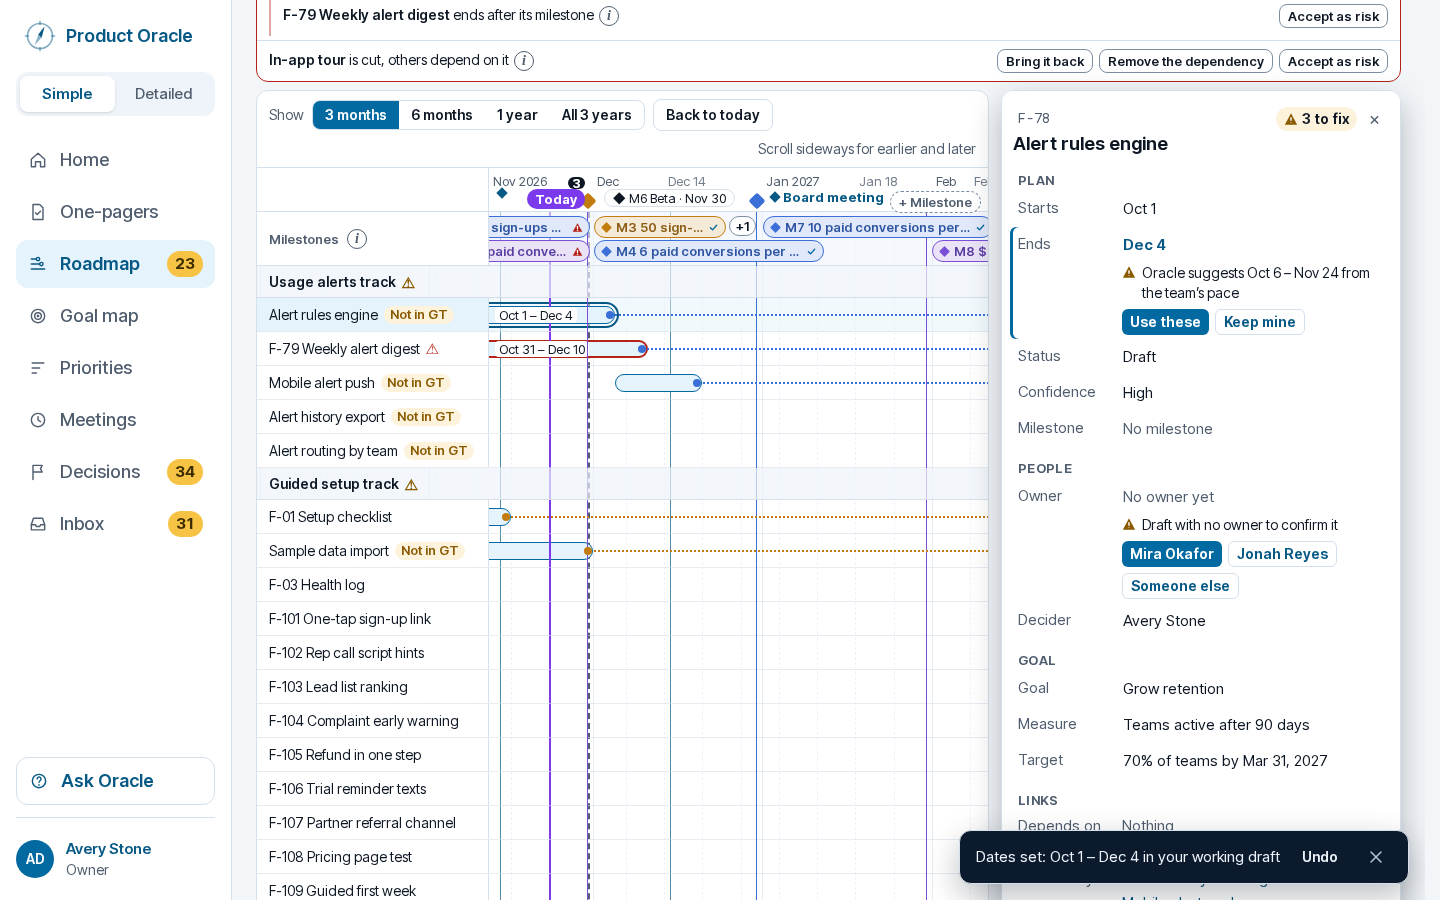 Product Oracle
Simple
Detailed
Home
One-pagers
Roadmap 23
Goal map
Priorities
Meetings
Decisions 34
Inbox 31
Ask Oracle
AD
Avery Stone
Owner
F-79 Weekly alert digest ends after its milestone i
Accept as risk
In-app tour is cut, others depend on it i
Bring it back
Remove the dependency
Accept as risk
Show
3 months
6 months
1 year
All 3 years
Back to today
Scroll sideways for earlier and later
Nov 2026
3
Dec
Dec 14
Jan 2027
Jan 18
Feb
Fe
Today
M6 Beta · Nov 30
Board meeting
+ Milestone
Milestones i
sign-ups ...
M3 50 sign-...
+1
M7 10 paid conversions per...
paid conve...
M4 6 paid conversions per ...
M8 $
Usage alerts track
Alert rules engine Not in GT
Oct 1 – Dec 4
F-79 Weekly alert digest
Oct 31 – Dec 10
Mobile alert push Not in GT
Alert history export Not in GT
Alert routing by team Not in GT
Guided setup track
F-01 Setup checklist
Sample data import Not in GT
F-03 Health log
F-101 One-tap sign-up link
F-102 Rep call script hints
F-103 Lead list ranking
F-104 Complaint early warning
F-105 Refund in one step
F-106 Trial reminder texts
F-107 Partner referral channel
F-108 Pricing page test
F-109 Guided first week
F-78
3 to fix
×
Alert rules engine
PLAN
Starts Oct 1
Ends Dec 4
Oracle suggests Oct 6 – Nov 24 from
the team's pace
Use these
Keep mine
Status Draft
Confidence High
Milestone No milestone
PEOPLE
Owner No owner yet
Draft with no owner to confirm it
Mira Okafor
Jonah Reyes
Someone else
Decider Avery Stone
GOAL
Goal Grow retention
Measure Teams active after 90 days
Target 70% of teams by Mar 31, 2027
LINKS
Depends on Nothing
Dates set: Oct 1 – Dec 4 in your working draft
Undo